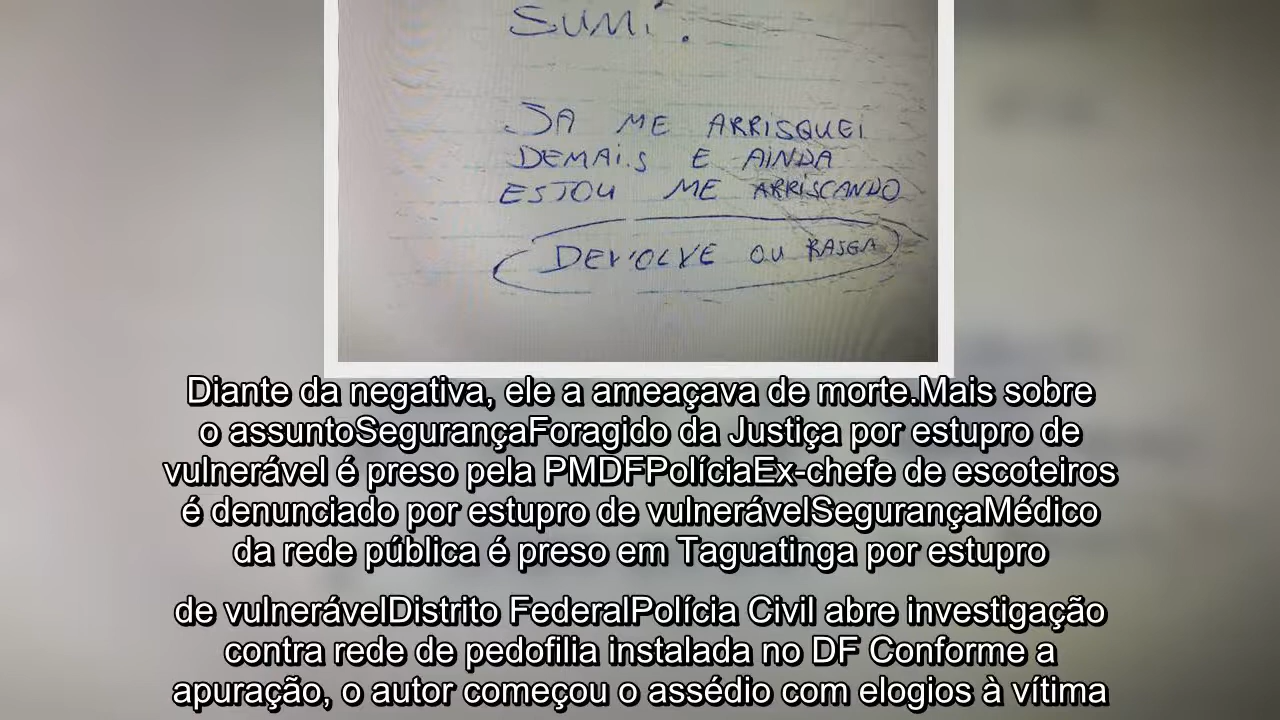 SUMi.
JA ME ARRISQUEI
DEMAIS E AINDA
ESTOU ME ARRISCANDO
DEVOLVE OU RASGA
Diante da negativa, ele a ameaçava de morte.Mais sobre
o assuntoSegurançaForagido da Justiça por estupro de
vulnerável é preso pela PMDFPolíciaEx-chefe de escoteiros
é denunciado por estupro de vulnerávelSegurançaMédico
da rede pública é preso em Taguatinga por estupro
de vulnerávelDistrito FederalPolícia Civil abre investigação
contra rede de pedofilia instalada no DF Conforme a
apuração, o autor começou o assédio com elogios à vítima